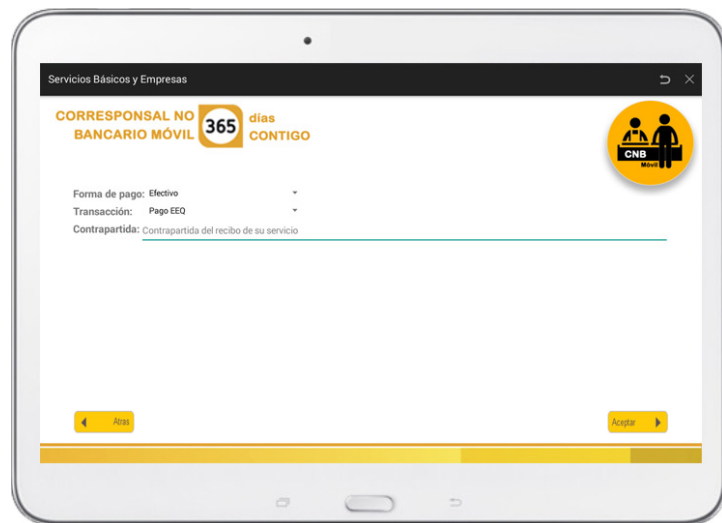 Servicios Básicos y Empresas
CORRESPONSAL NO
BANCARIO MÓVIL
365
días
CONTIGO
CNB
Móvil
Forma de pago: Efectivo
Transacción: Pago EEQ
Contrapartida: Contrapartida del recibo de su servicio
Atras
Aceptar